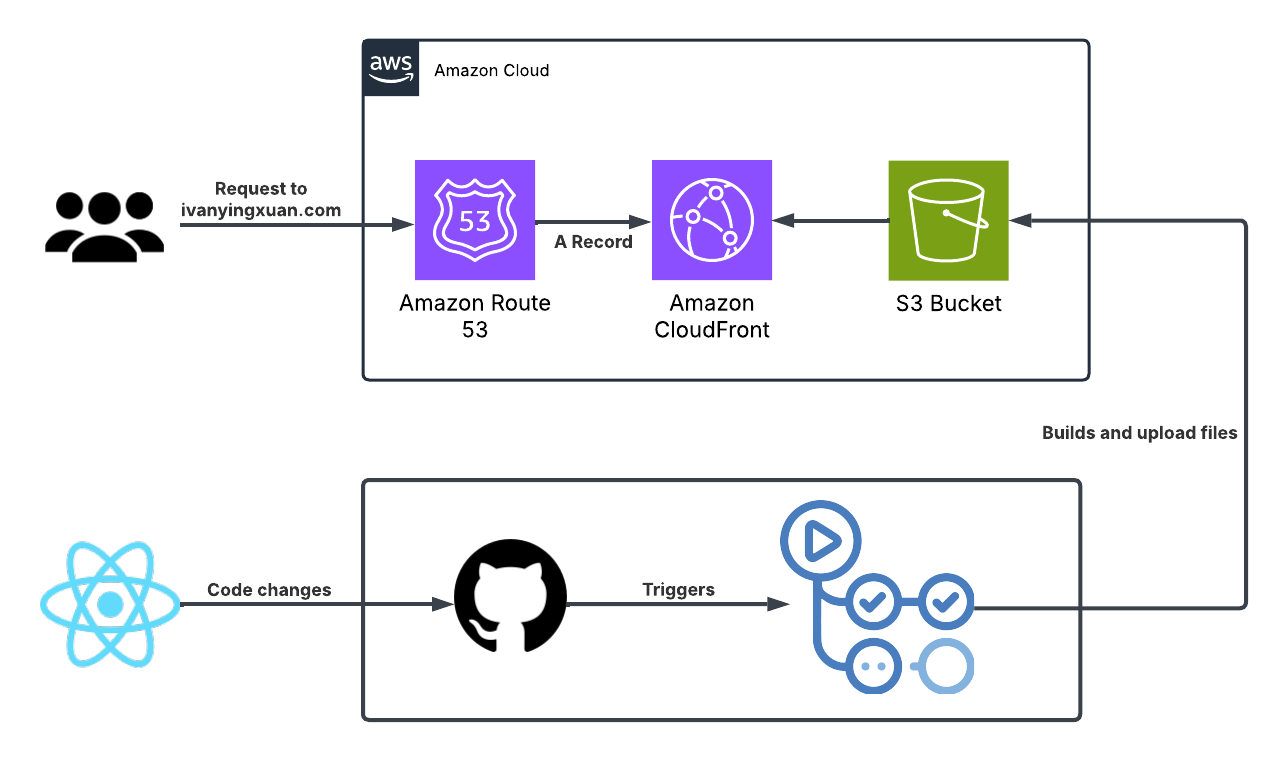 aws
Amazon Cloud
Request to
ivanyingxuan.com
53
A Record
Amazon Route
53
Amazon
CloudFront
S3 Bucket
Builds and upload files
Code changes
Triggers